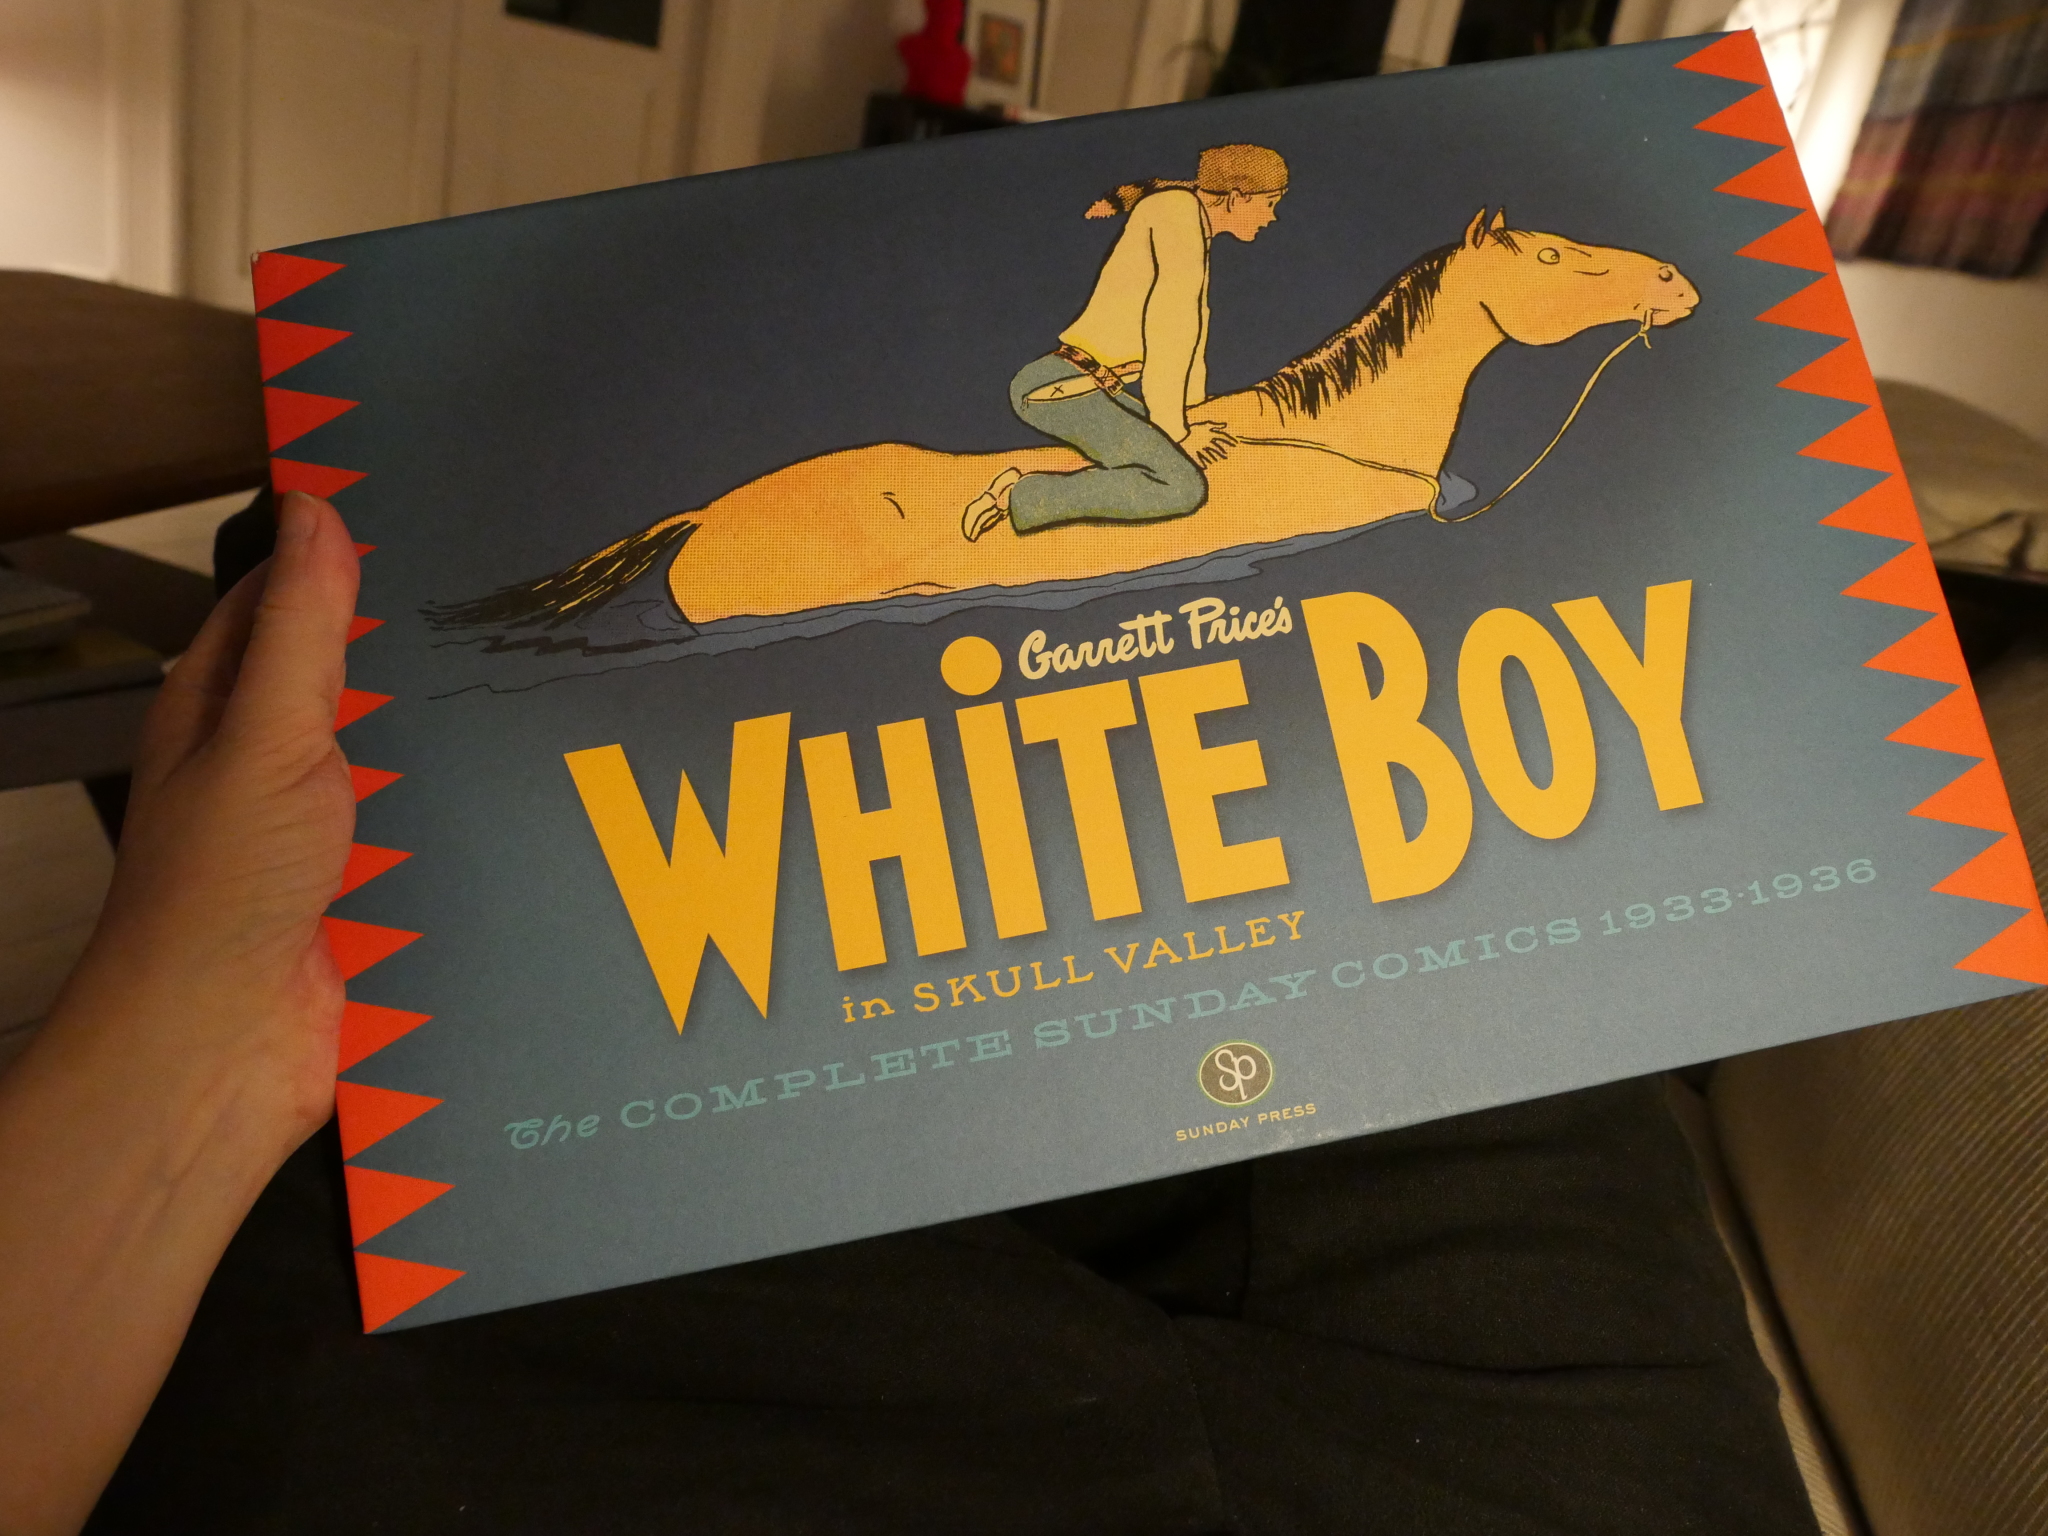 Garrett Price's
WHiTE BOY
in SKULL VALLEY
The COMPLETE SUNDAY COMICS 1933·1936
SP
SUNDAY PRESS